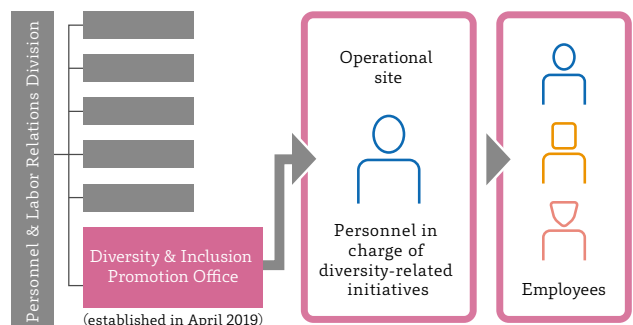 Personnel & Labor Relations Division
Diversity & Inclusion
Promotion Office
(established in April 2019)
Operational
site
Personnel in
charge of
diversity-related
initiatives
Employees